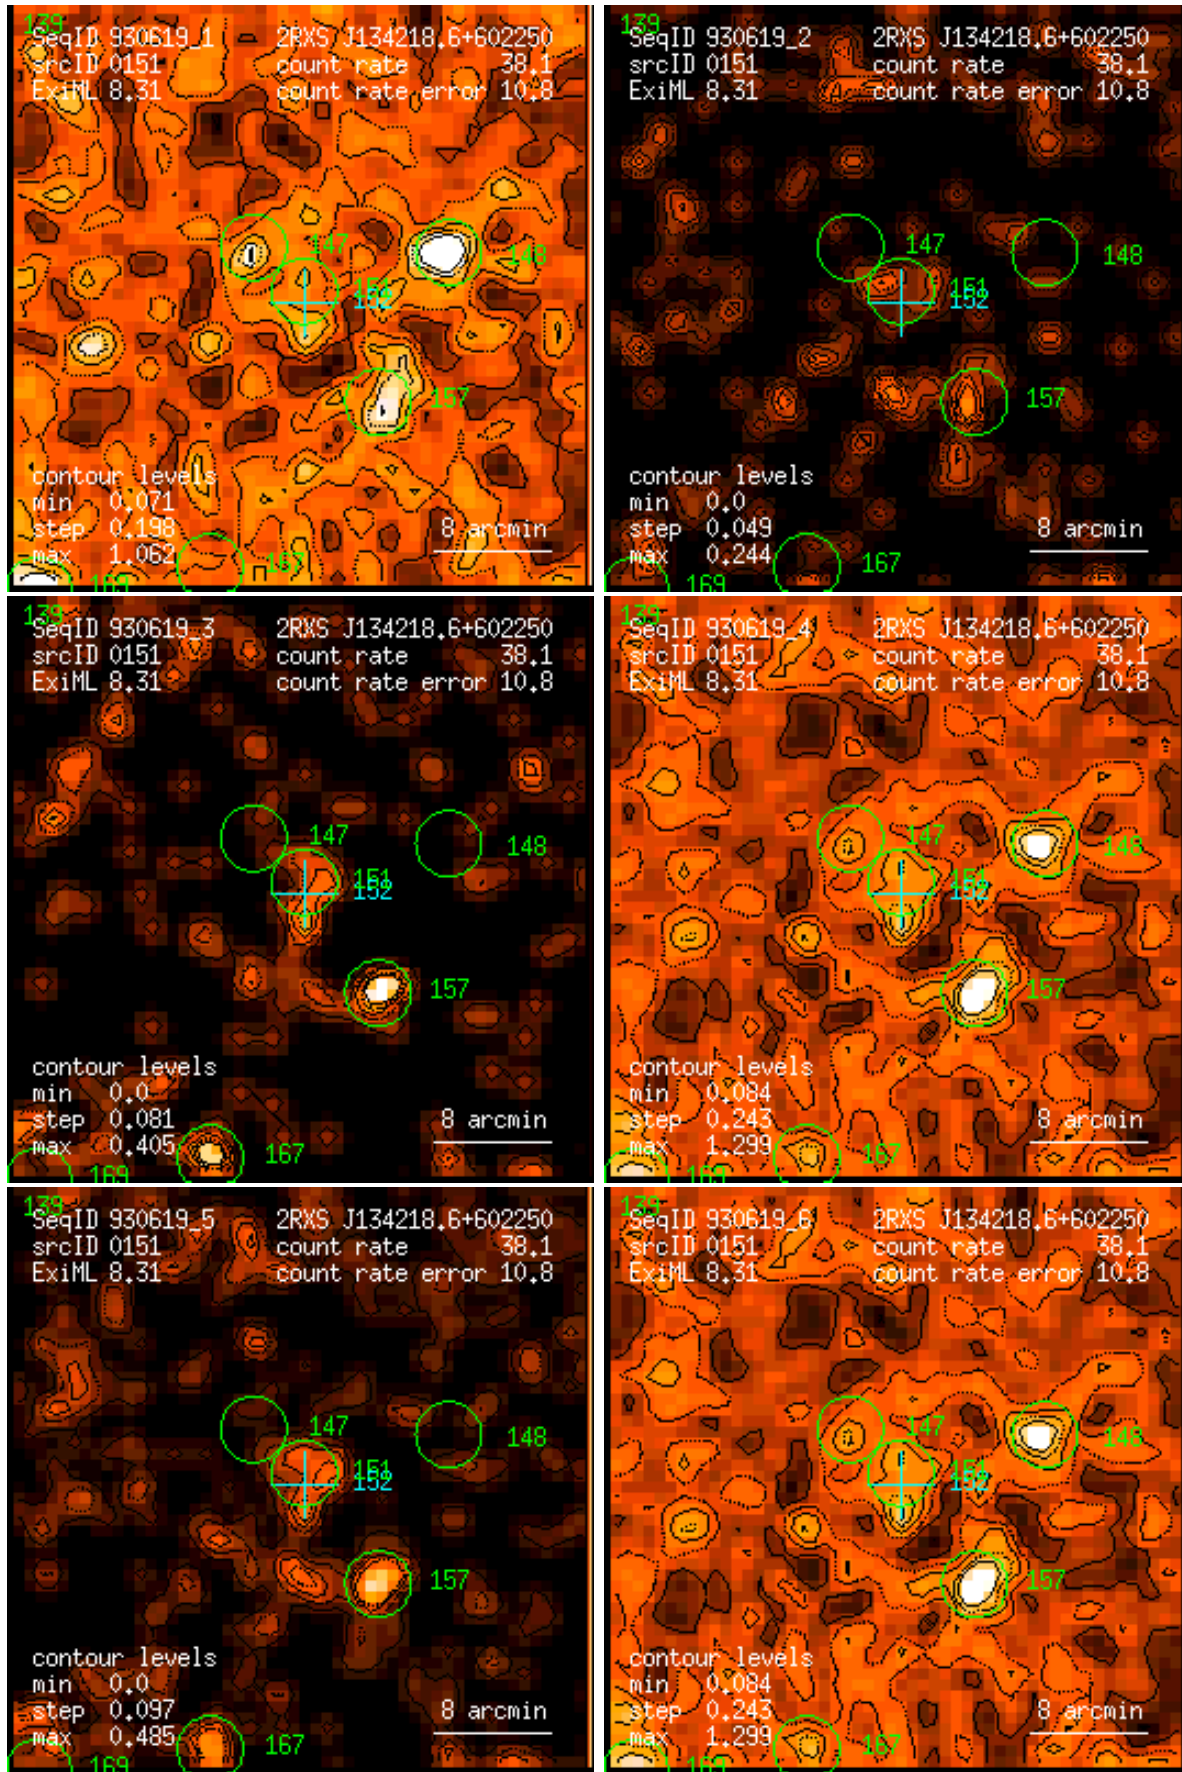 139
SeqID 930619_1 2RXS J134218.6+602250
srcID 0151 count rate 38.1
ExiML 8.31 count rate error 10.8
147
148
151
152
157
contour levels
min 0.071
step 0.198 8 arcmin
max 1.062
167
169
139
SeqID 930619_2 2RXS J134218.6+602250
srcID 0151 count rate 38.1
ExiML 8.31 count rate error 10.8
147
148
151
152
157
contour levels
min 0.0
step 0.049 8 arcmin
max 0.244
167
169
139
SeqID 930619_3 2RXS J134218.6+602250
srcID 0151 count rate 38.1
ExiML 8.31 count rate error 10.8
147
148
151
152
157
contour levels
min 0.0
step 0.081 8 arcmin
max 0.405
167
169
139
SeqID 930619_4 2RXS J134218.6+602250
srcID 0151 count rate 38.1
ExiML 8.31 count rate error 10.8
147
148
151
152
157
contour levels
min 0.084
step 0.243 8 arcmin
max 1.299
167
169
139
SeqID 930619_5 2RXS J134218.6+602250
srcID 0151 count rate 38.1
ExiML 8.31 count rate error 10.8
147
148
151
152
157
contour levels
min 0.0
step 0.097 8 arcmin
max 0.485
167
169
139
SeqID 930619_6 2RXS J134218.6+602250
srcID 0151 count rate 38.1
ExiML 8.31 count rate error 10.8
147
148
151
152
157
contour levels
min 0.084
step 0.243 8 arcmin
max 1.299
167
169